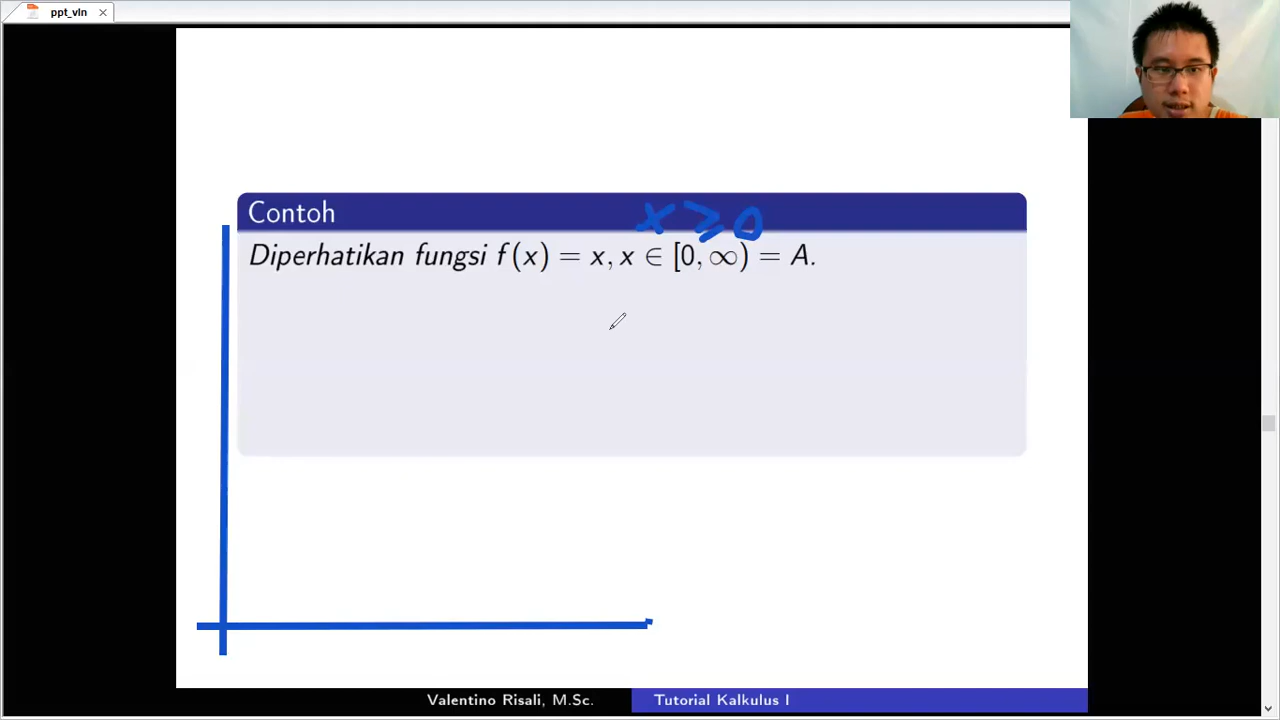 ppt_vln
x ≥ 0
Contoh
Diperhatikan fungsi f(x) = x, x ∈ [0, ∞) = A.
Valentino Risali, M.Sc. Tutorial Kalkulus I